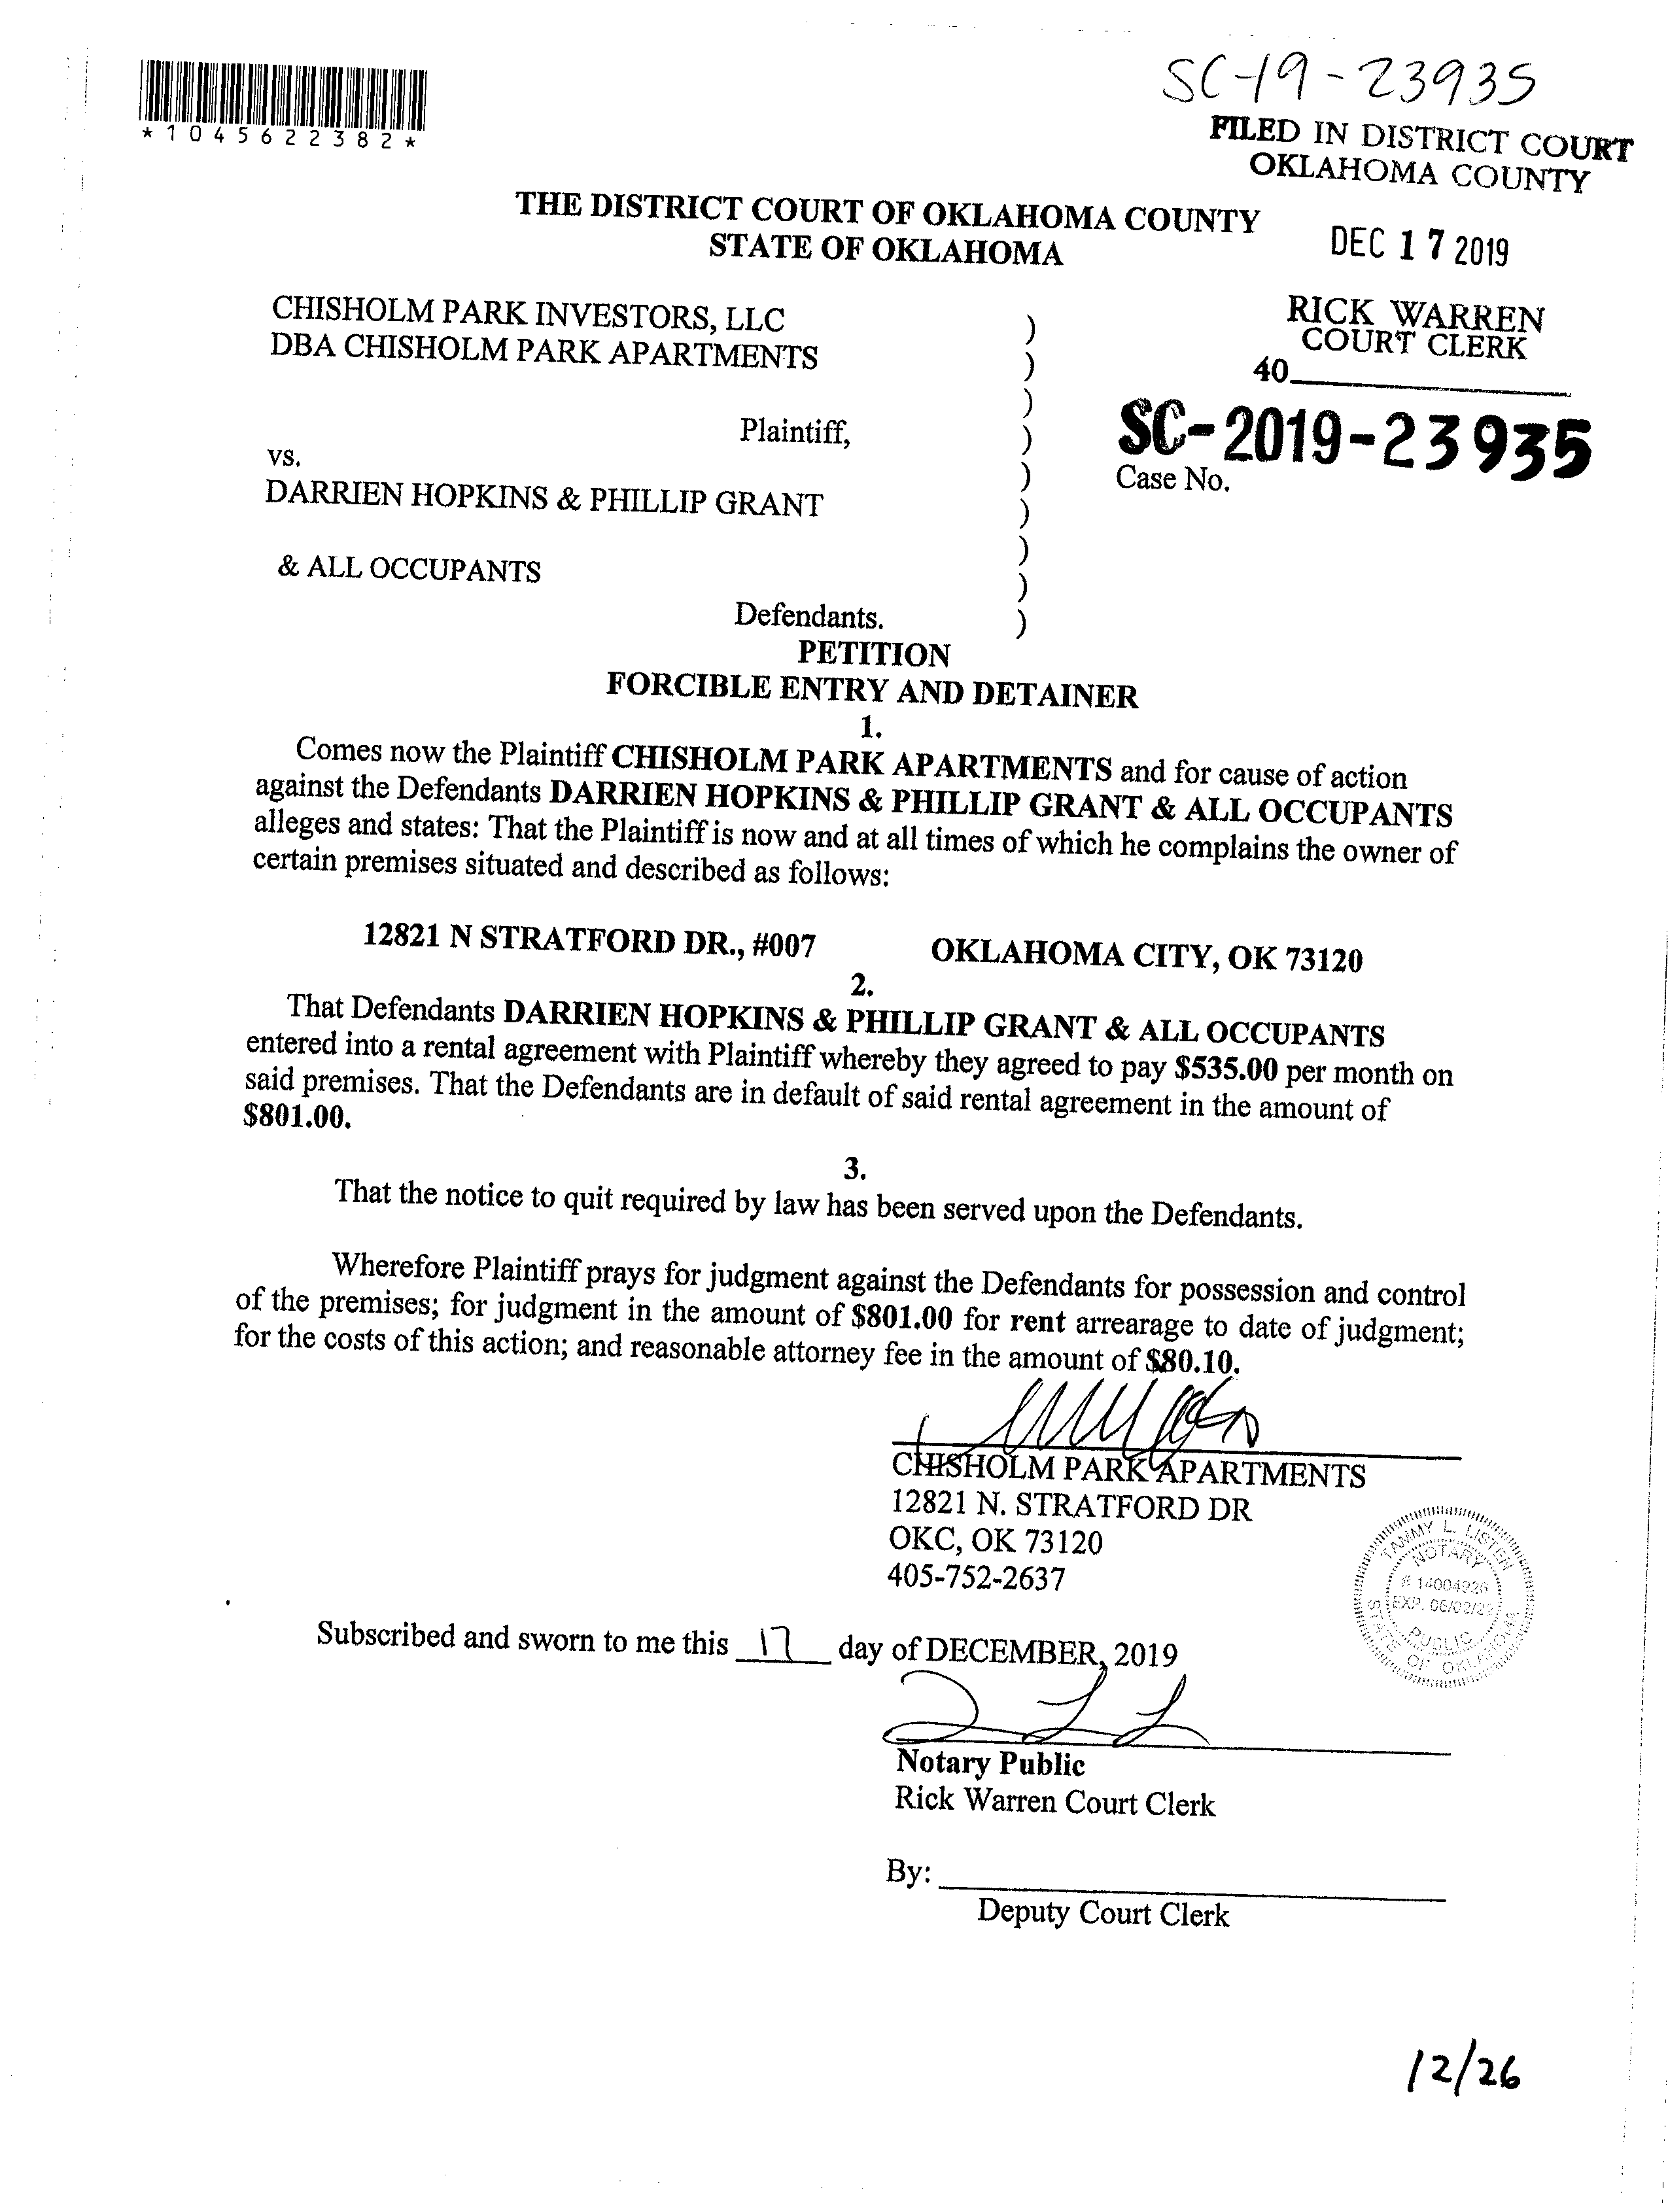 SC-19-23935
*1045622382*
FILED IN DISTRICT COURT
OKLAHOMA COUNTY
THE DISTRICT COURT OF OKLAHOMA COUNTY
STATE OF OKLAHOMA
DEC 17 2019
CHISHOLM PARK INVESTORS, LLC
DBA CHISHOLM PARK APARTMENTS
RICK WARREN
COURT CLERK
40
Plaintiff,
SC-2019-23935
Case No.
vs.
DARRIEN HOPKINS & PHILLIP GRANT
& ALL OCCUPANTS
Defendants.
)
)
)
)
)
)
)
)
)
PETITION
FORCIBLE ENTRY AND DETAINER
1.
Comes now the Plaintiff CHISHOLM PARK APARTMENTS and for cause of action
against the Defendants DARRIEN HOPKINS & PHILLIP GRANT & ALL OCCUPANTS
alleges and states: That the Plaintiff is now and at all times of which he complains the owner of
certain premises situated and described as follows:
12821 N STRATFORD DR., #007 OKLAHOMA CITY, OK 73120
2.
That Defendants DARRIEN HOPKINS & PHILLIP GRANT & ALL OCCUPANTS
entered into a rental agreement with Plaintiff whereby they agreed to pay $535.00 per month on
said premises. That the Defendants are in default of said rental agreement in the amount of
$801.00.
3.
That the notice to quit required by law has been served upon the Defendants.
Wherefore Plaintiff prays for judgment against the Defendants for possession and control
of the premises; for judgment in the amount of $801.00 for rent arrearage to date of judgment;
for the costs of this action; and reasonable attorney fee in the amount of $80.10.
CHISHOLM PARK APARTMENTS
12821 N. STRATFORD DR
OKC, OK 73120
405-752-2637
TAMMY L. LISTEN
NOTARY
# 14004226
EXP. 06/02/22
PUBLIC
STATE OF OKLAHOMA
Subscribed and sworn to me this 17 day of DECEMBER, 2019
Notary Public
Rick Warren Court Clerk
By:
Deputy Court Clerk
12/26